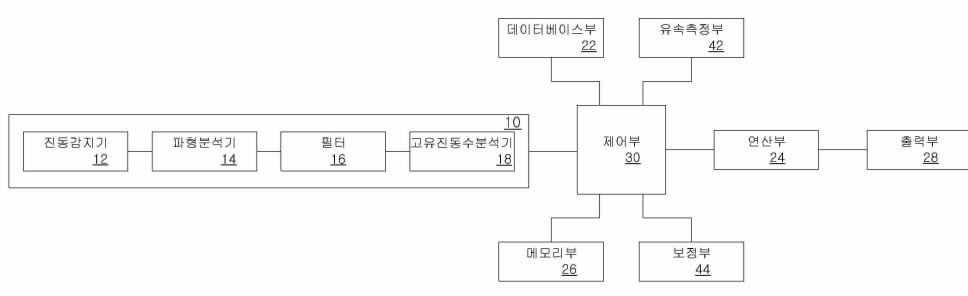 데이터베이스부
22
유속측정부
42
10
진동감지기
12
파형분석기
14
필터
16
고유진동수분석기
18
제어부
30
연산부
24
출력부
28
메모리부
26
보정부
44